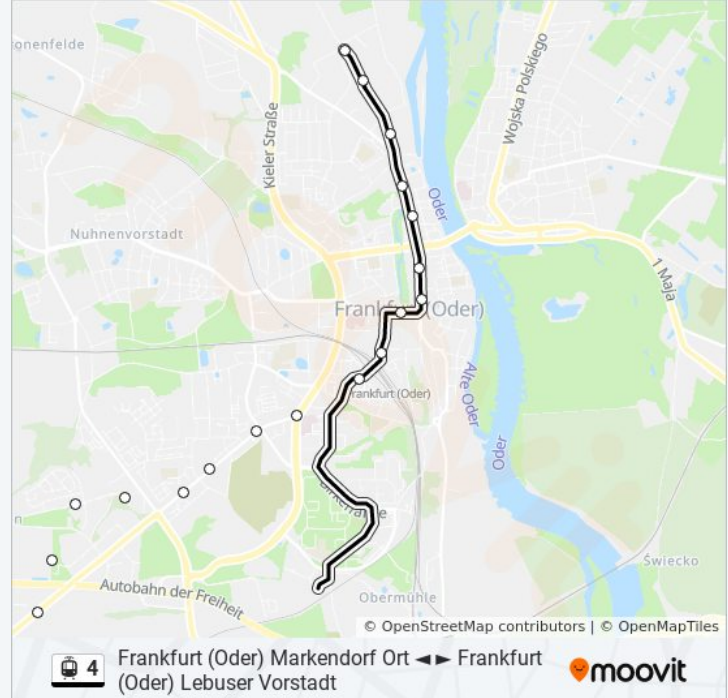 onenfelde
Wojska Polskiego
Kieler Straße
Oder
Nuhnenvorstadt
1 Maja
Frankfurt (Oder)
Alte Oder
rankfurt (Oder)
Oder
n
Świecko
Autobahn der Freiheit
Obermühle
© OpenStreetMap contributors | © OpenMapTiles
4
Frankfurt (Oder) Markendorf Ort ◄ ► Frankfurt
(Oder) Lebuser Vorstadt
moovit